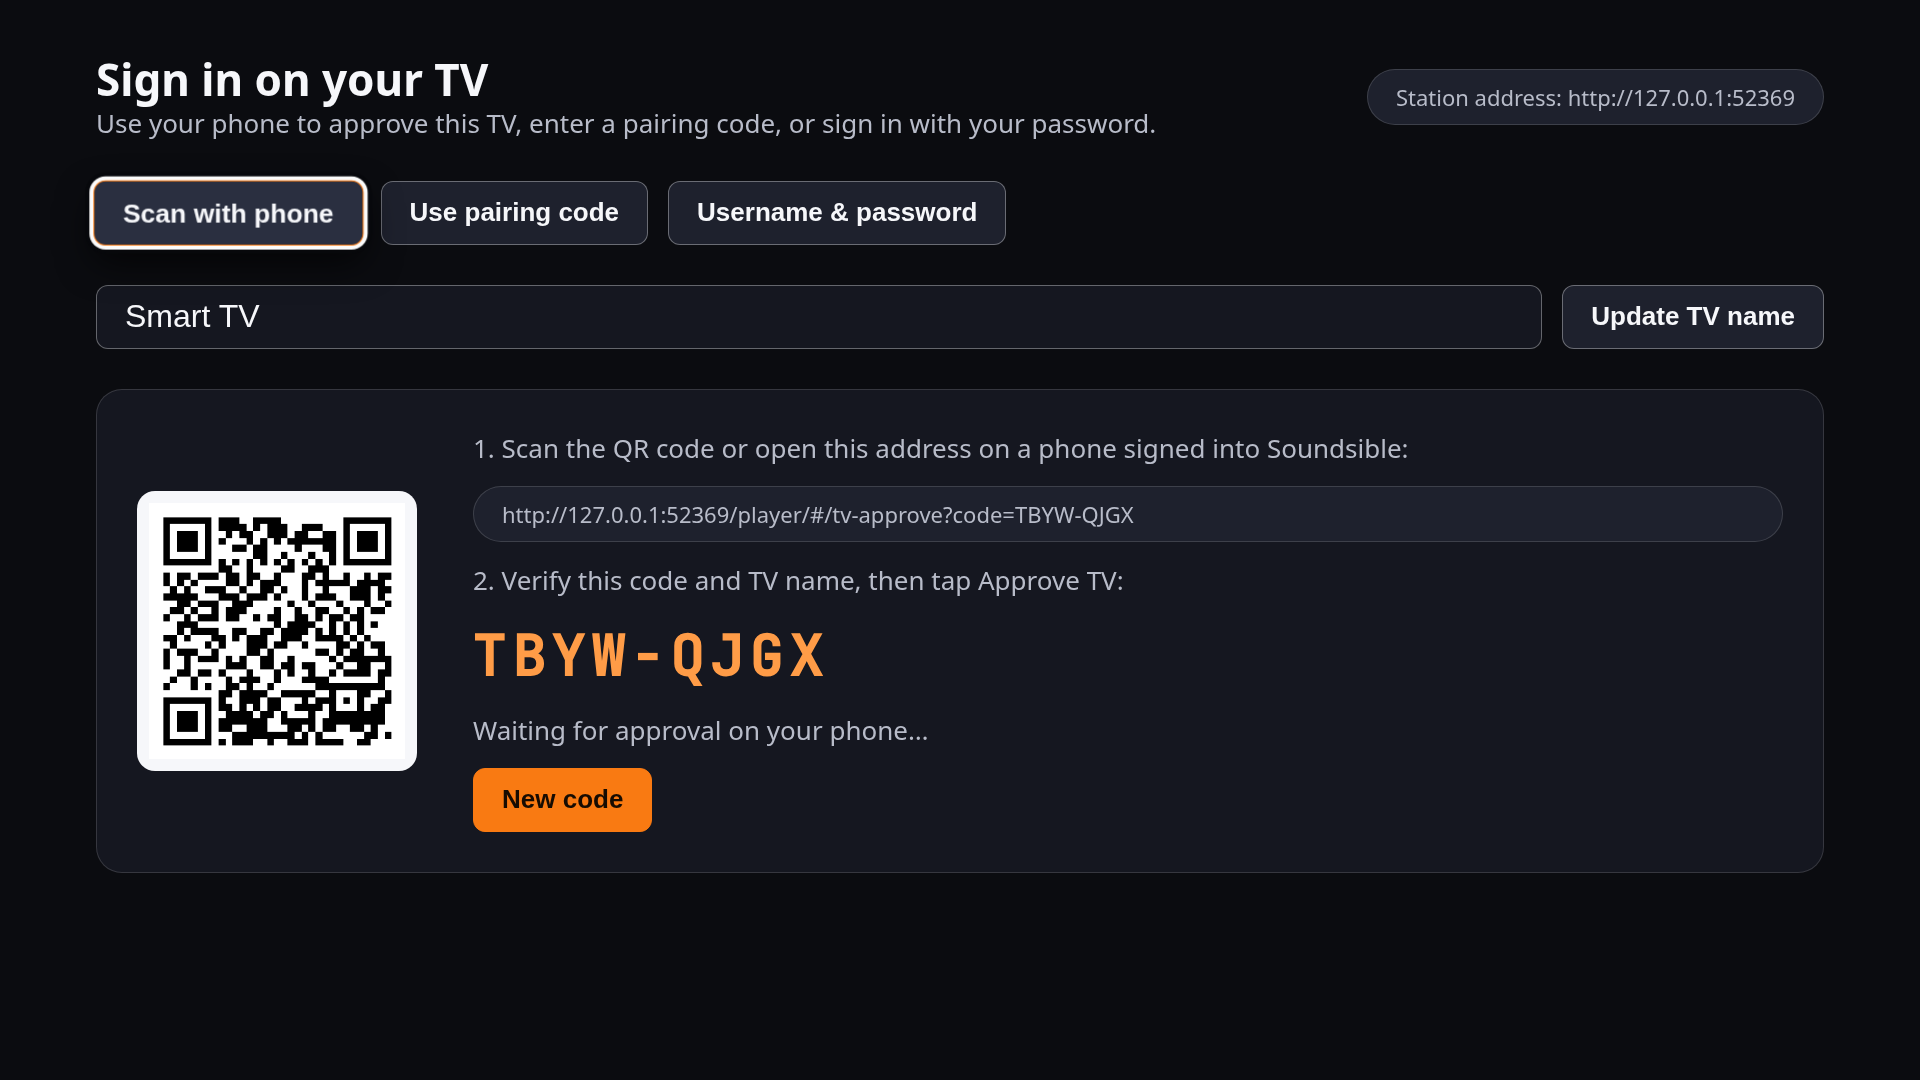 Sign in on your TV
Use your phone to approve this TV, enter a pairing code, or sign in with your password.
Station address: http://127.0.0.1:52369
Scan with phone
Use pairing code
Username & password
Smart TV
Update TV name
1. Scan the QR code or open this address on a phone signed into Soundsible:
http://127.0.0.1:52369/player/#/tv-approve?code=TBYW-QJGX
2. Verify this code and TV name, then tap Approve TV:
TBYW-QJGX
Waiting for approval on your phone...
New code